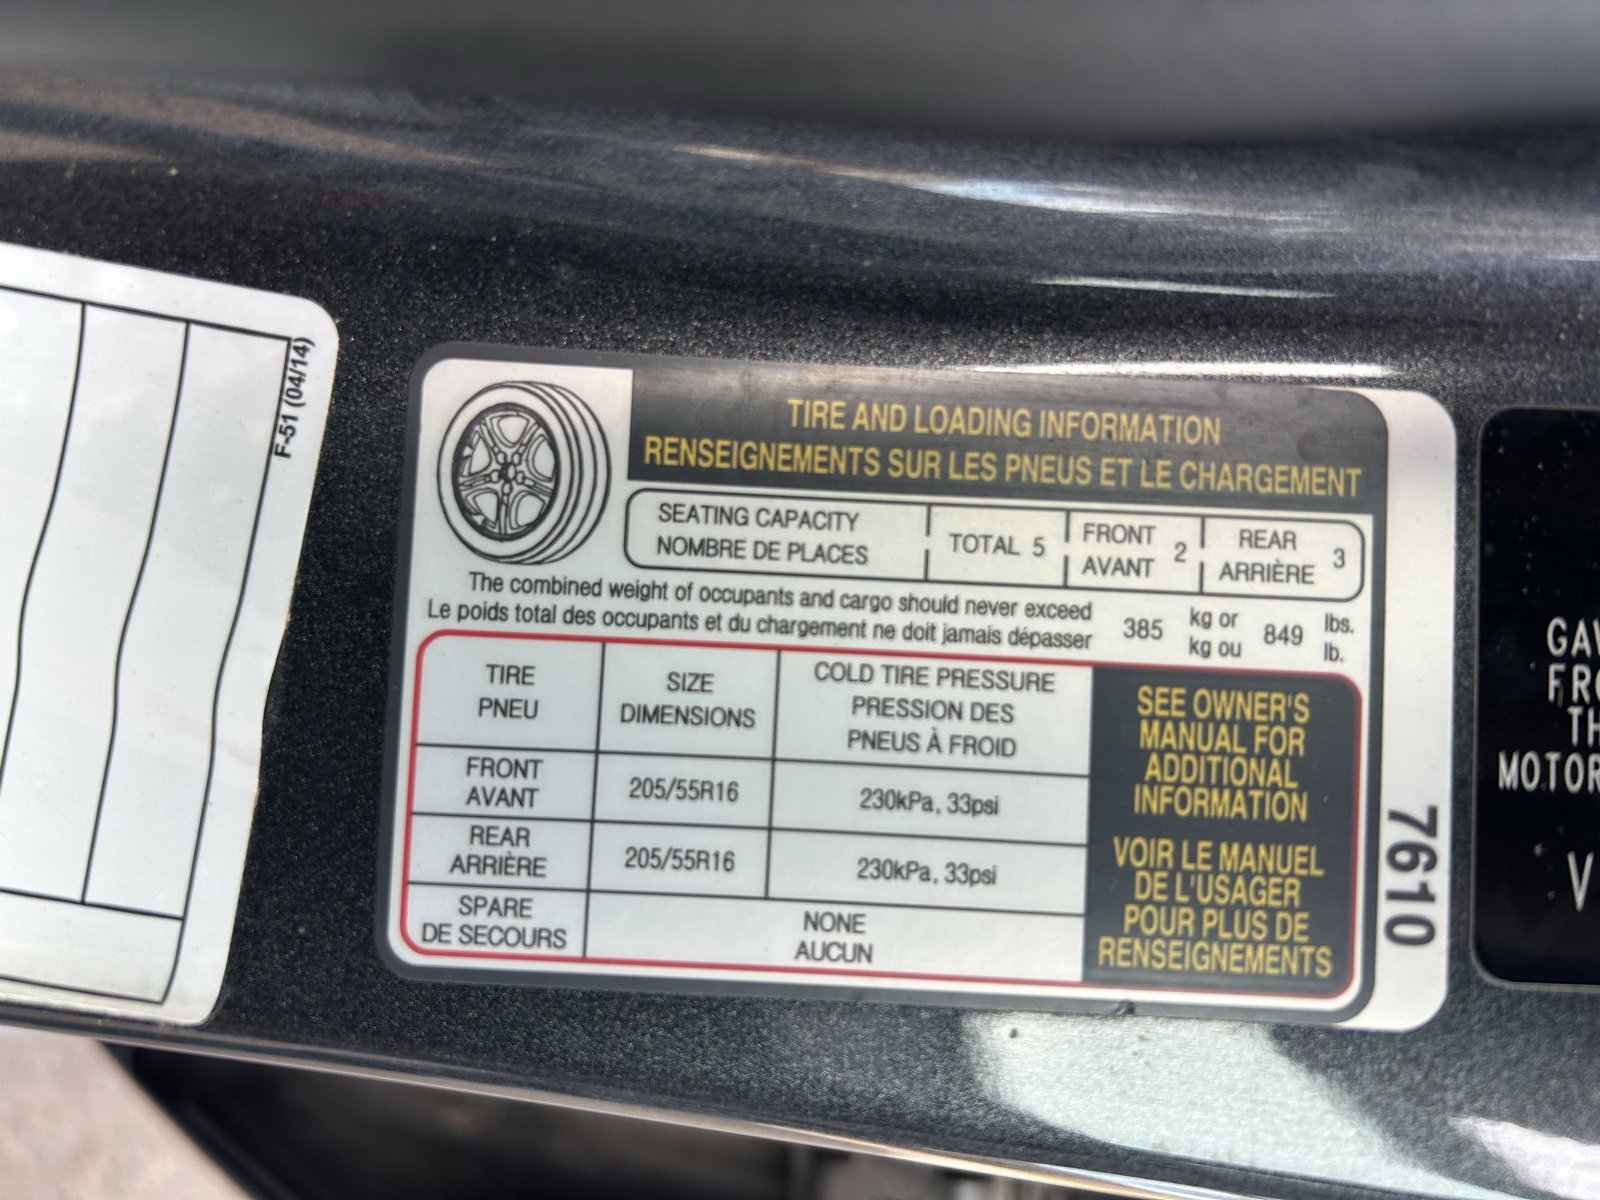 F-51 (04/14)
TIRE AND LOADING INFORMATION
RENSEIGNEMENTS SUR LES PNEUS ET LE CHARGEMENT
SEATING CAPACITY
NOMBRE DE PLACES
TOTAL 5
FRONT
AVANT 2
REAR
ARRIÈRE 3
The combined weight of occupants and cargo should never exceed
Le poids total des occupants et du chargement ne doit jamais dépasser
385 kg or 849 lbs.
kg ou lb.
TIRE
PNEU
SIZE
DIMENSIONS
COLD TIRE PRESSURE
PRESSION DES
PNEUS À FROID
FRONT
AVANT
205/55R16
230kPa, 33psi
REAR
ARRIÈRE
205/55R16
230kPa, 33psi
SPARE
DE SECOURS
NONE
AUCUN
SEE OWNER'S
MANUAL FOR
ADDITIONAL
INFORMATION
VOIR LE MANUEL
DE L'USAGER
POUR PLUS DE
RENSEIGNEMENTS
7610
GAW
FRO
TH
MOTOR
V